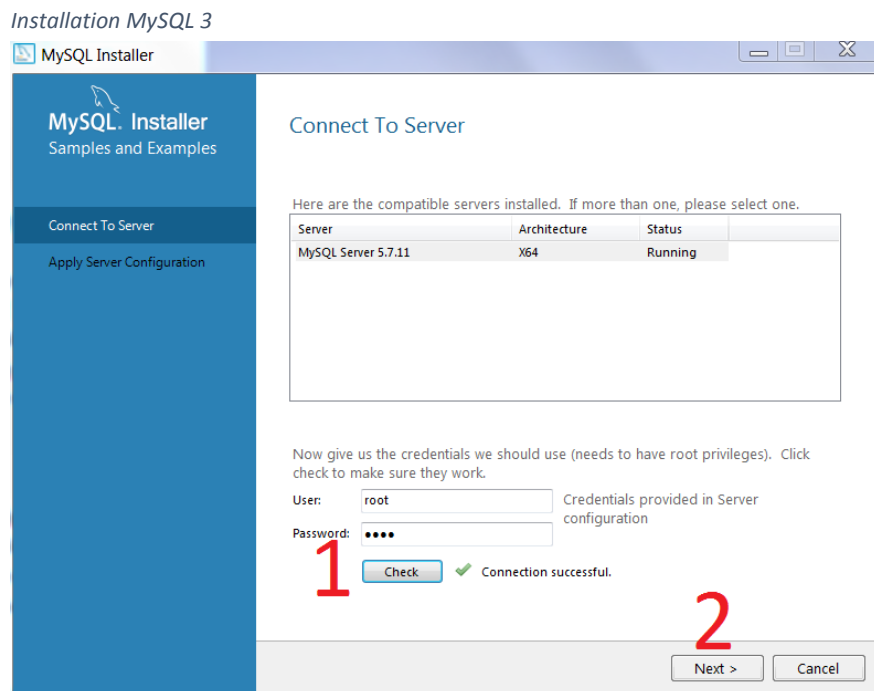 Installation MySQL 3
MySQL Installer
MySQL. Installer
Samples and Examples
Connect To Server
Apply Server Configuration
Connect To Server
Here are the compatible servers installed. If more than one, please select one.
Server Architecture Status
MySQL Server 5.7.11 X64 Running
Now give us the credentials we should use (needs to have root privileges). Click
check to make sure they work.
User: root Credentials provided in Server
configuration
Password: ••••
1 Check Connection successful.
2
Next > Cancel